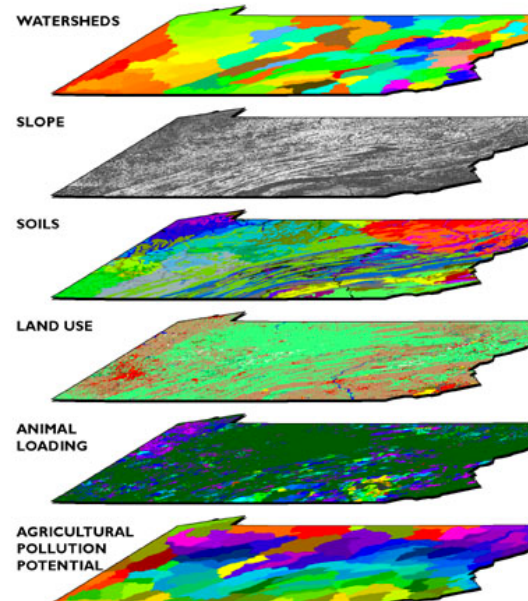 WATERSHEDS
SLOPE
SOILS
LAND USE
ANIMAL
LOADING
AGRICULTURAL
POLLUTION
POTENTIAL